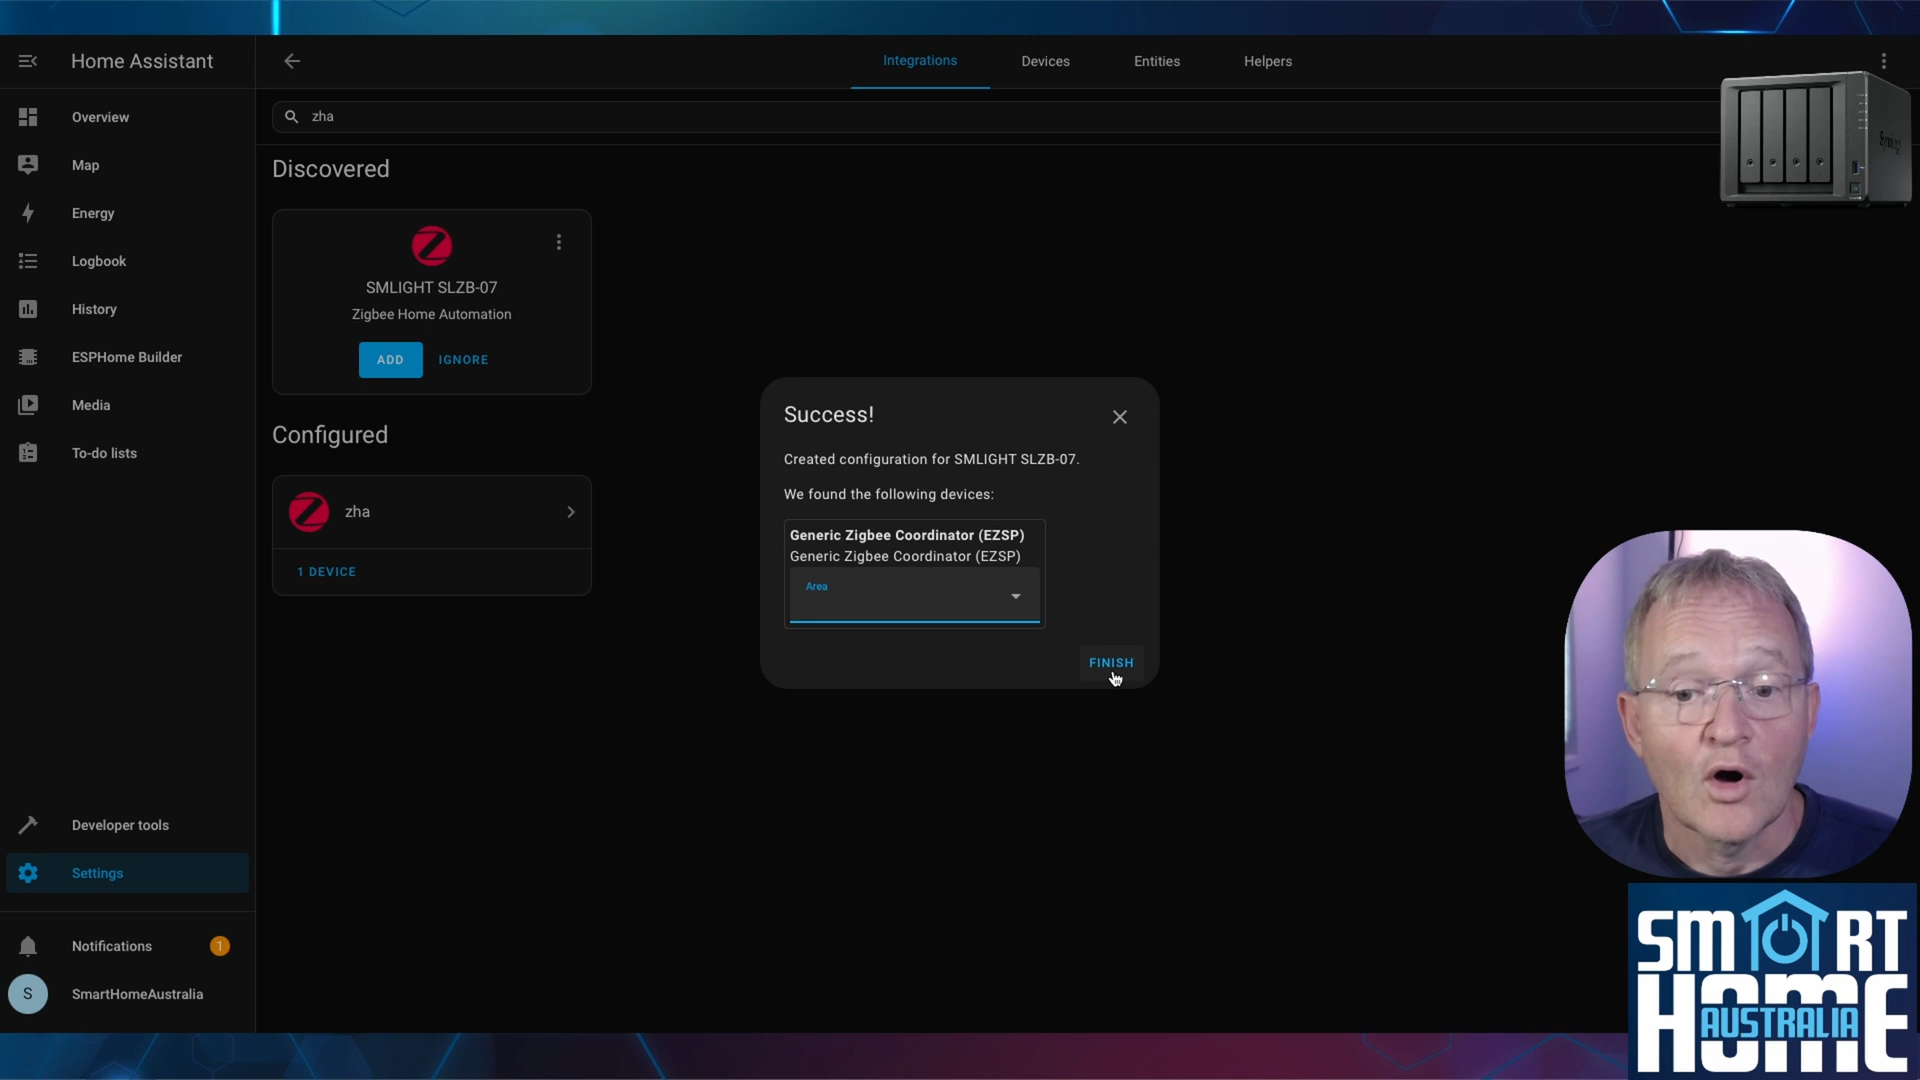 Home Assistant
Integrations
Devices
Entities
Helpers
zha
Overview
Map
Energy
Logbook
History
ESPHome Builder
Media
To-do lists
Developer tools
Settings
Notifications
1
S
SmartHomeAustralia
Discovered
SMLIGHT SLZB-07
Zigbee Home Automation
ADD
IGNORE
Configured
zha
1 DEVICE
Success!
Created configuration for SMLIGHT SLZB-07.
We found the following devices:
Generic Zigbee Coordinator (EZSP)
Generic Zigbee Coordinator (EZSP)
Area
FINISH
Synology
SMART
HOME
AUSTRALIA